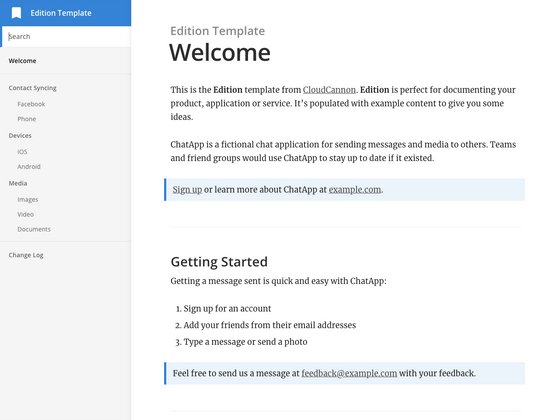 Edition Template
Search
Welcome
Contact Syncing
Facebook
Phone
Devices
iOS
Android
Media
Images
Video
Documents
Change Log
Edition Template
Welcome
This is the Edition template from CloudCannon. Edition is perfect for documenting your
product, application or service. It's populated with example content to give you some
ideas.
ChatApp is a fictional chat application for sending messages and media to others. Teams
and friend groups would use ChatApp to stay up to date if it existed.
Sign up or learn more about ChatApp at example.com.
Getting Started
Getting a message sent is quick and easy with ChatApp:
1. Sign up for an account
2. Add your friends from their email addresses
3. Type a message or send a photo
Feel free to send us a message at feedback@example.com with your feedback.